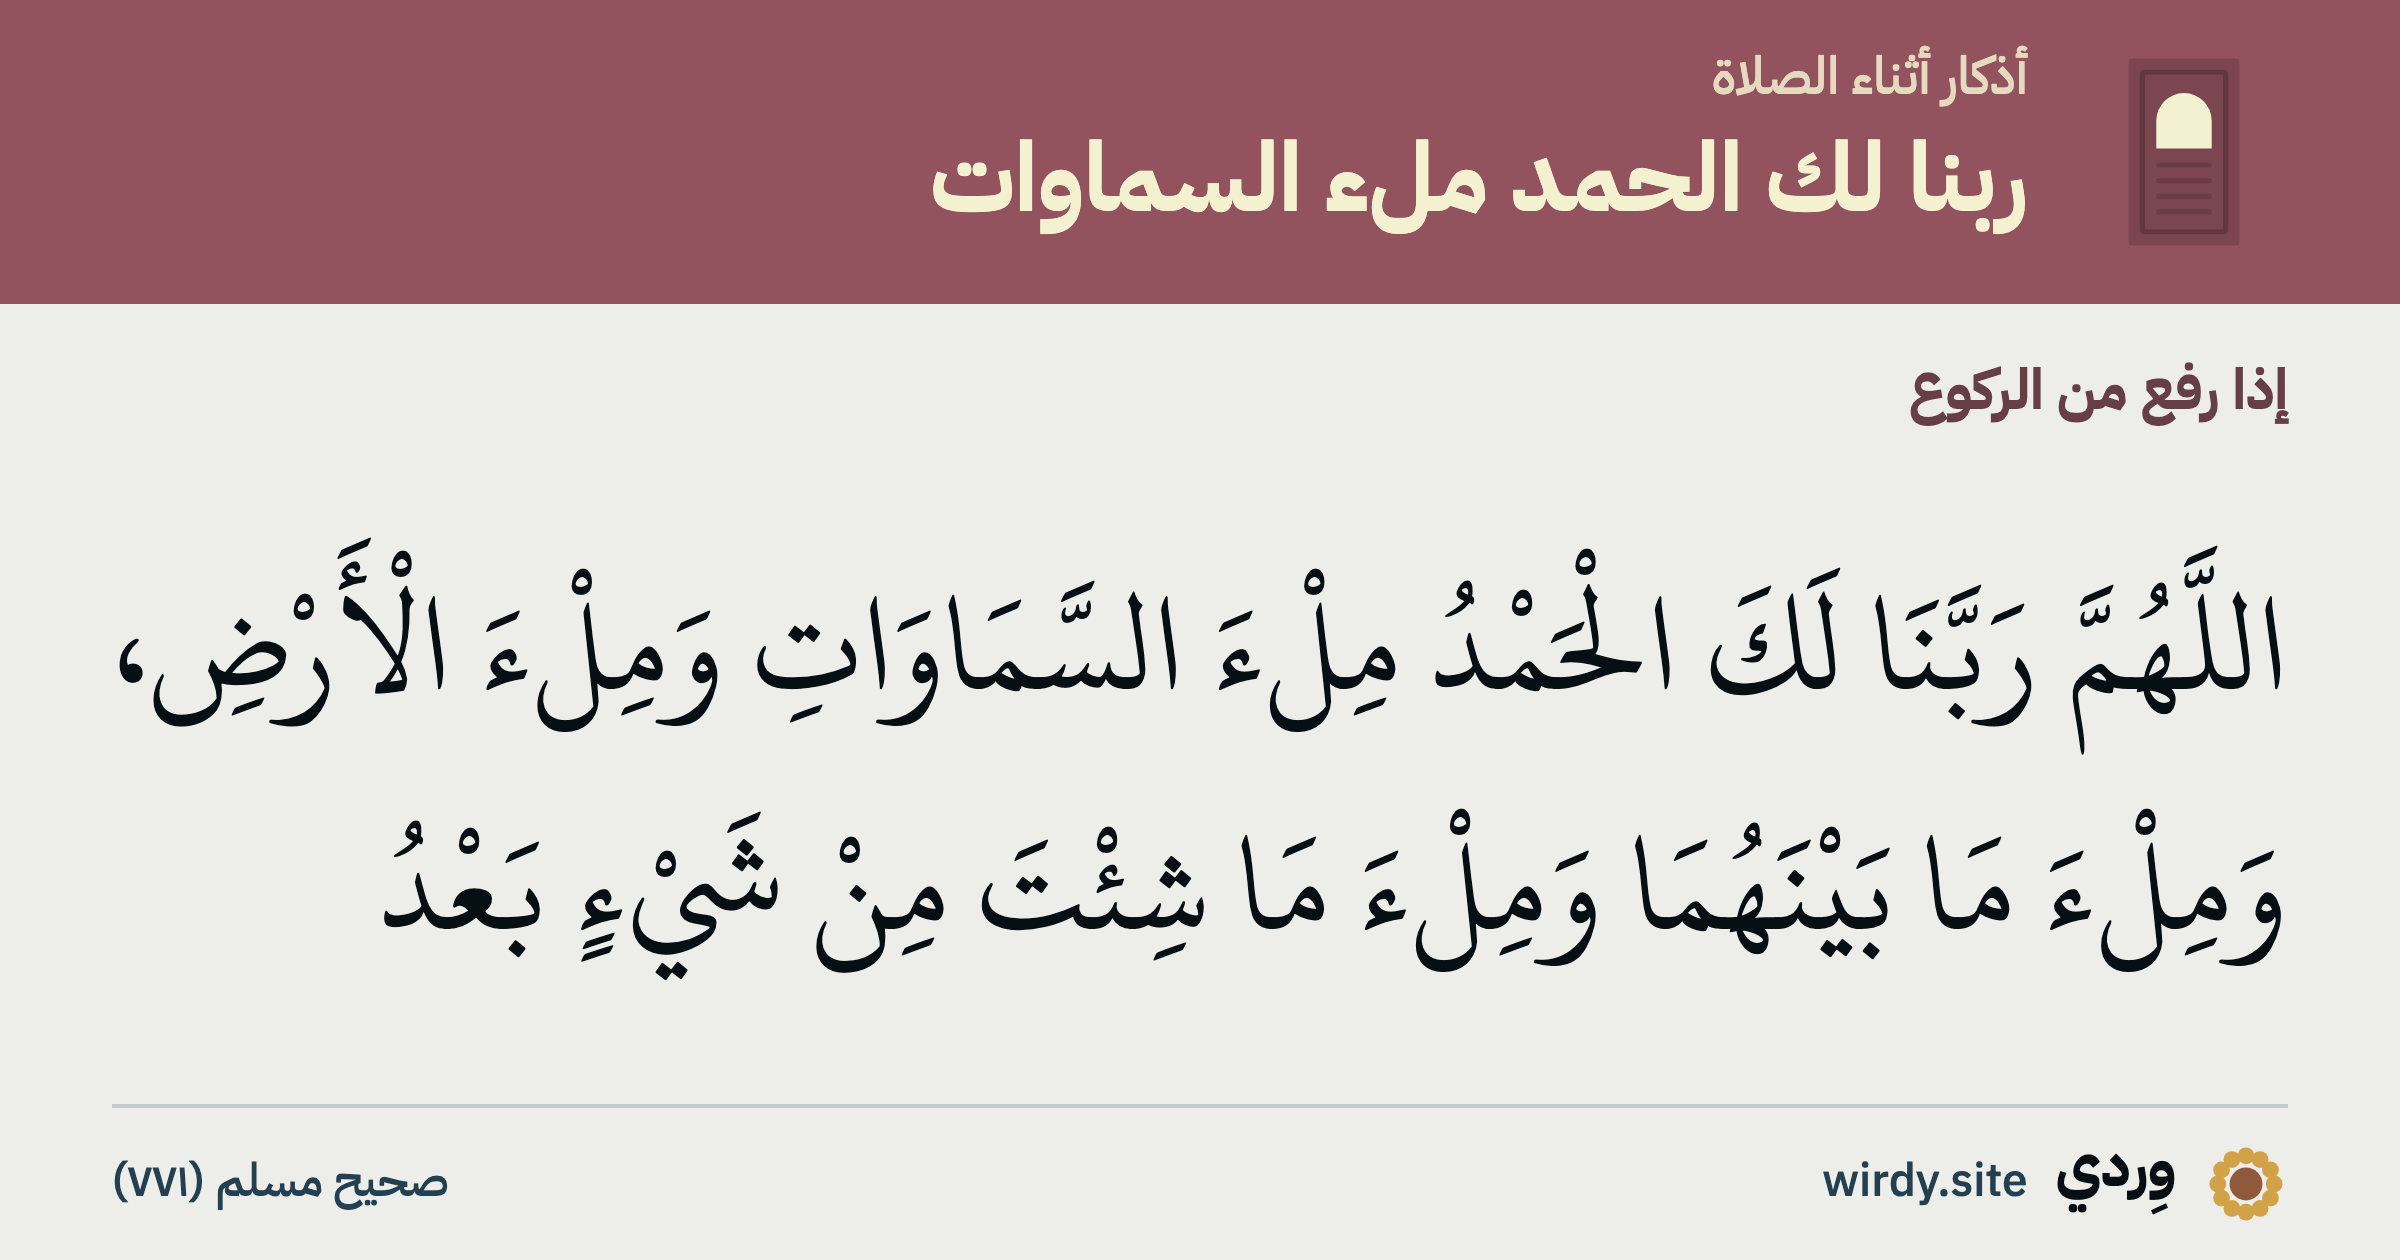 أذكار أثناء الصلاة
ربنا لك الحمد ملء السماوات
إذا رفع من الركوع
اللَّهُمَّ رَبَّنَا لَكَ الْحَمْدُ مِلْءَ السَّمَاوَاتِ وَمِلْءَ الْأَرْضِ،
وَمِلْءَ مَا بَيْنَهُمَا وَمِلْءَ مَا شِئْتَ مِنْ شَيْءٍ بَعْدُ
وِردي wirdy.site
صحيح مسلم (٧٧١)